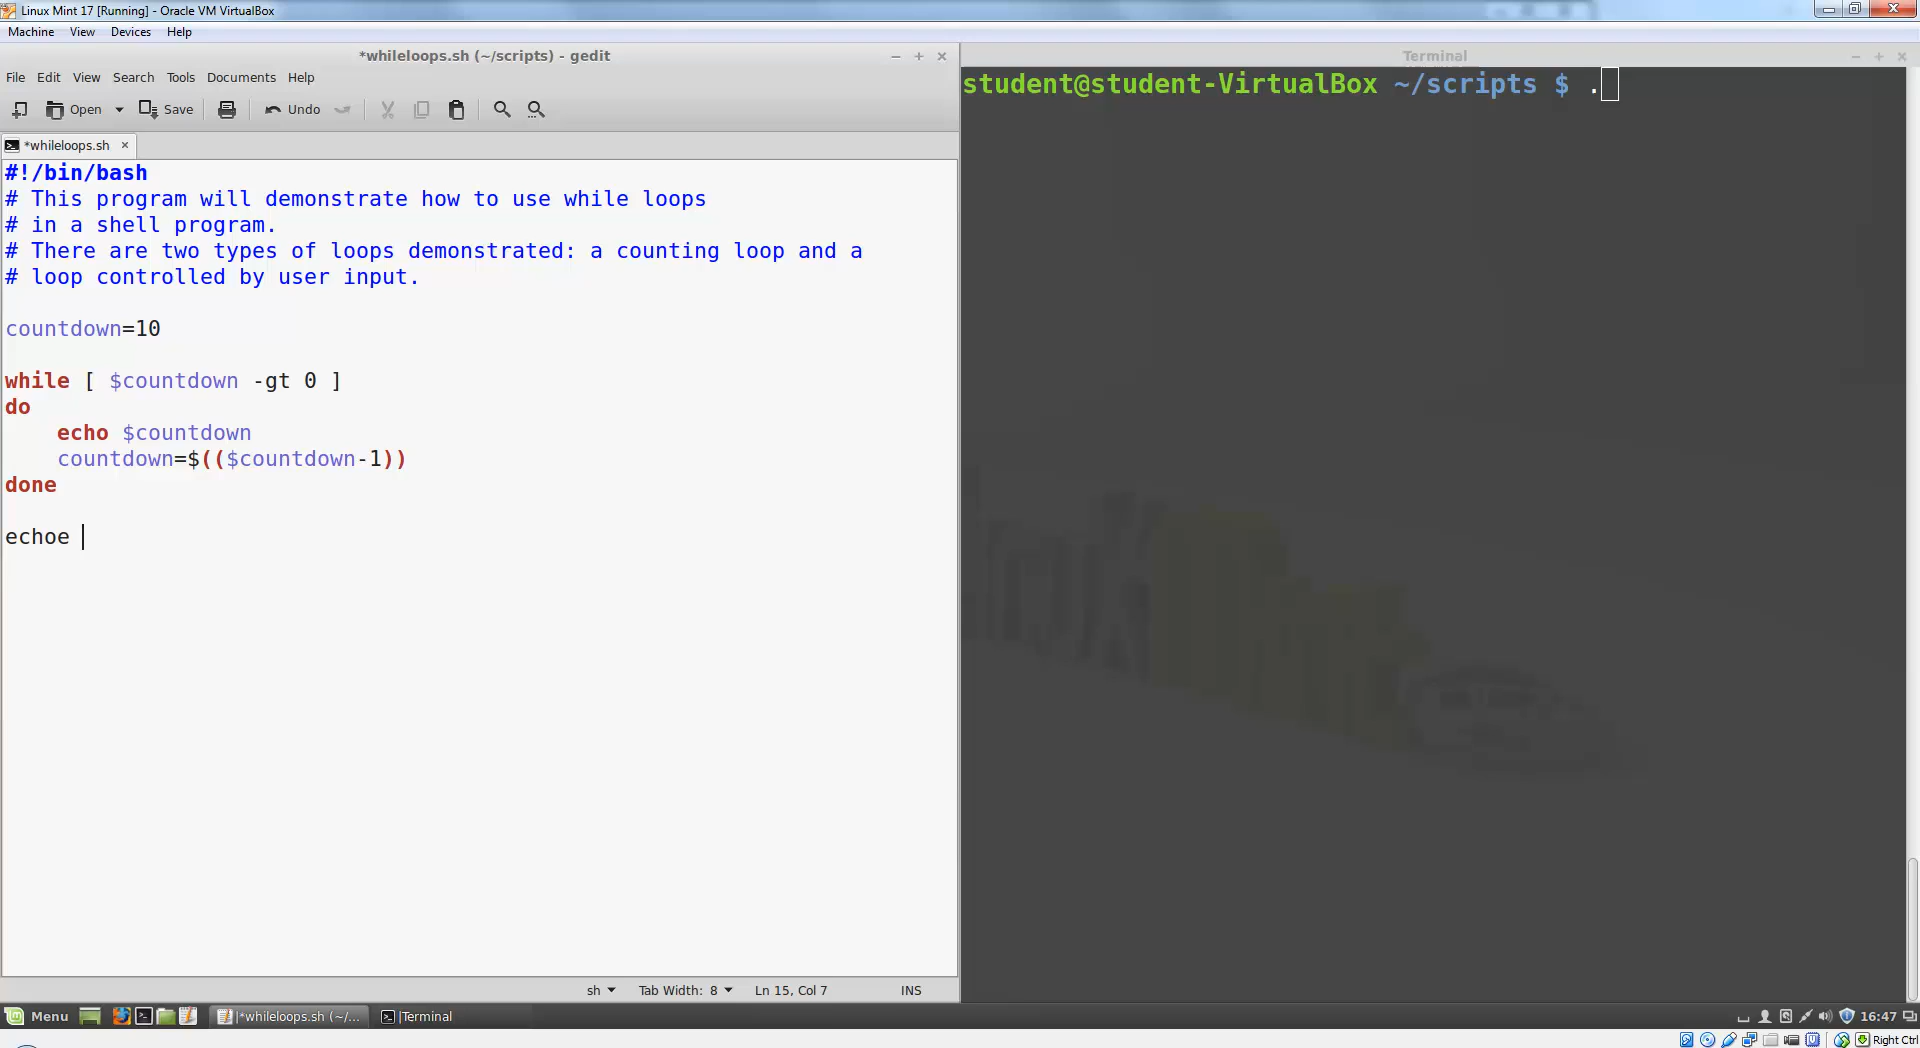 Linux Mint 17 [Running] - Oracle VM VirtualBox
Machine View Devices Help
*whileloops.sh (~/scripts) - gedit
File Edit View Search Tools Documents Help
Open Save Undo
*whileloops.sh
#!/bin/bash
# This program will demonstrate how to use while loops
# in a shell program.
# There are two types of loops demonstrated: a counting loop and a
# loop controlled by user input.
countdown=10
while [ $countdown -gt 0 ]
do
echo $countdown
countdown=$(($countdown-1))
done
echoe
sh Tab Width: 8 Ln 15, Col 7 INS
Terminal
student@student-VirtualBox ~/scripts $ .
Menu *whileloops.sh (~/... Terminal 16:47
Right Ctrl